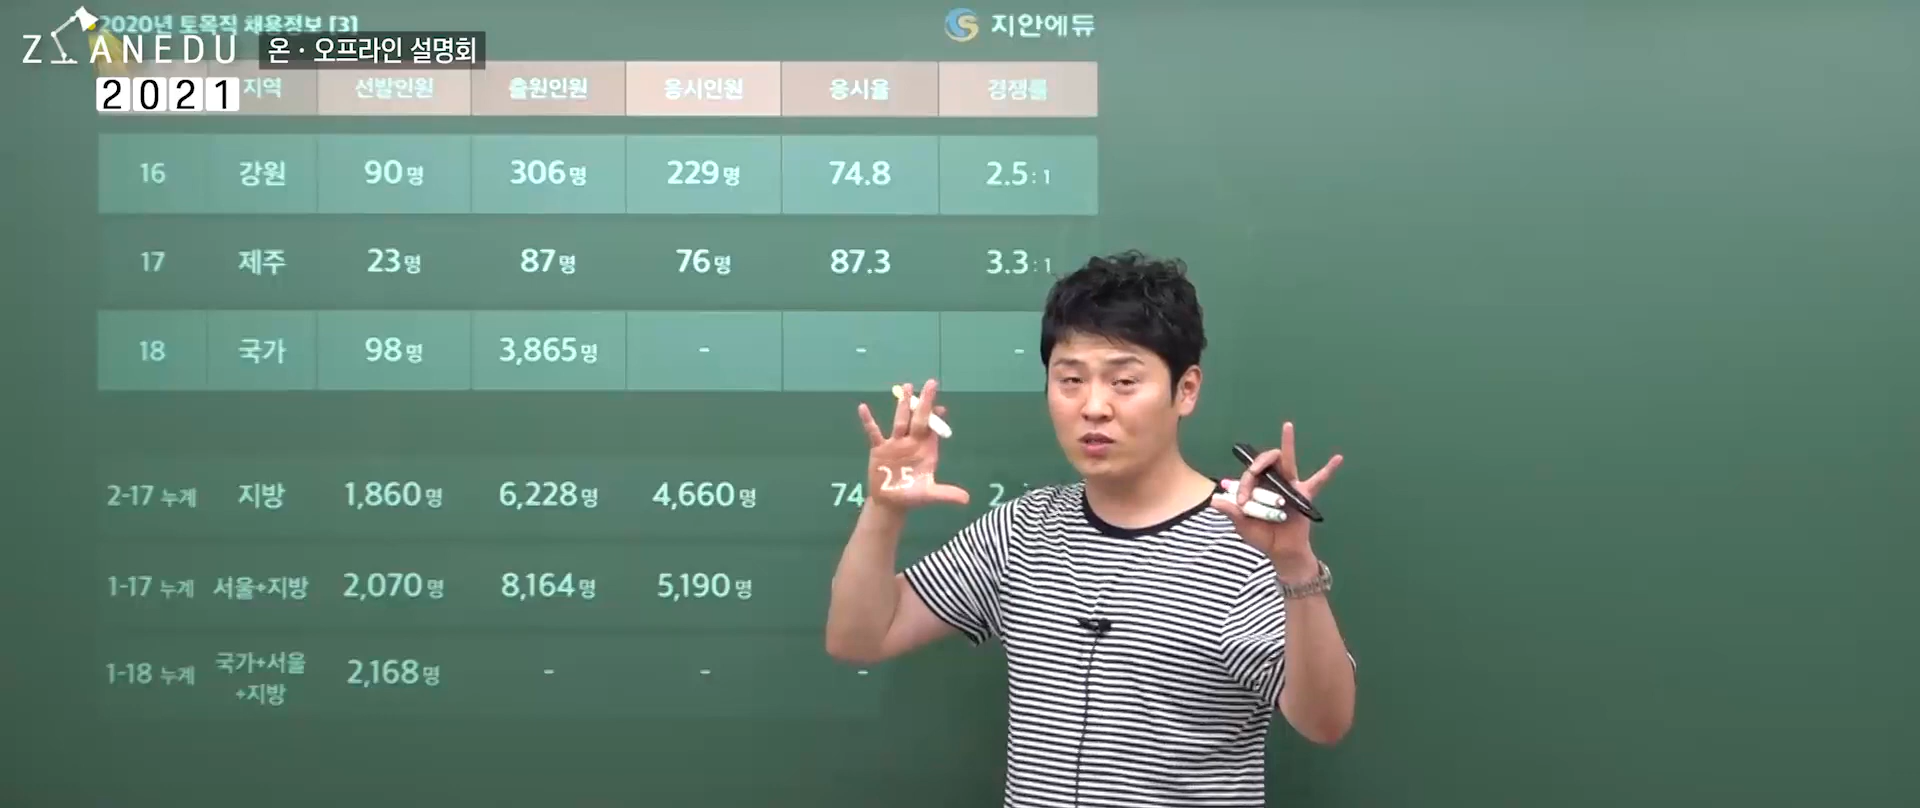 2020년 토목직 채용정보 [3]
지안에듀
ZIANEDU 온·오프라인 설명회
2021
지역 선발인원 출원인원 응시인원 응시율 경쟁률
16 강원 90명 306명 229명 74.8 2.5:1
17 제주 23명 87명 76명 87.3 3.3:1
18 국가 98명 3,865명 - - -
2-17 누계 지방 1,860명 6,228명 4,660명 74 2.5 2.
1-17 누계 서울+지방 2,070명 8,164명 5,190명
1-18 누계 국가+서울 2,168명 - - -
+지방